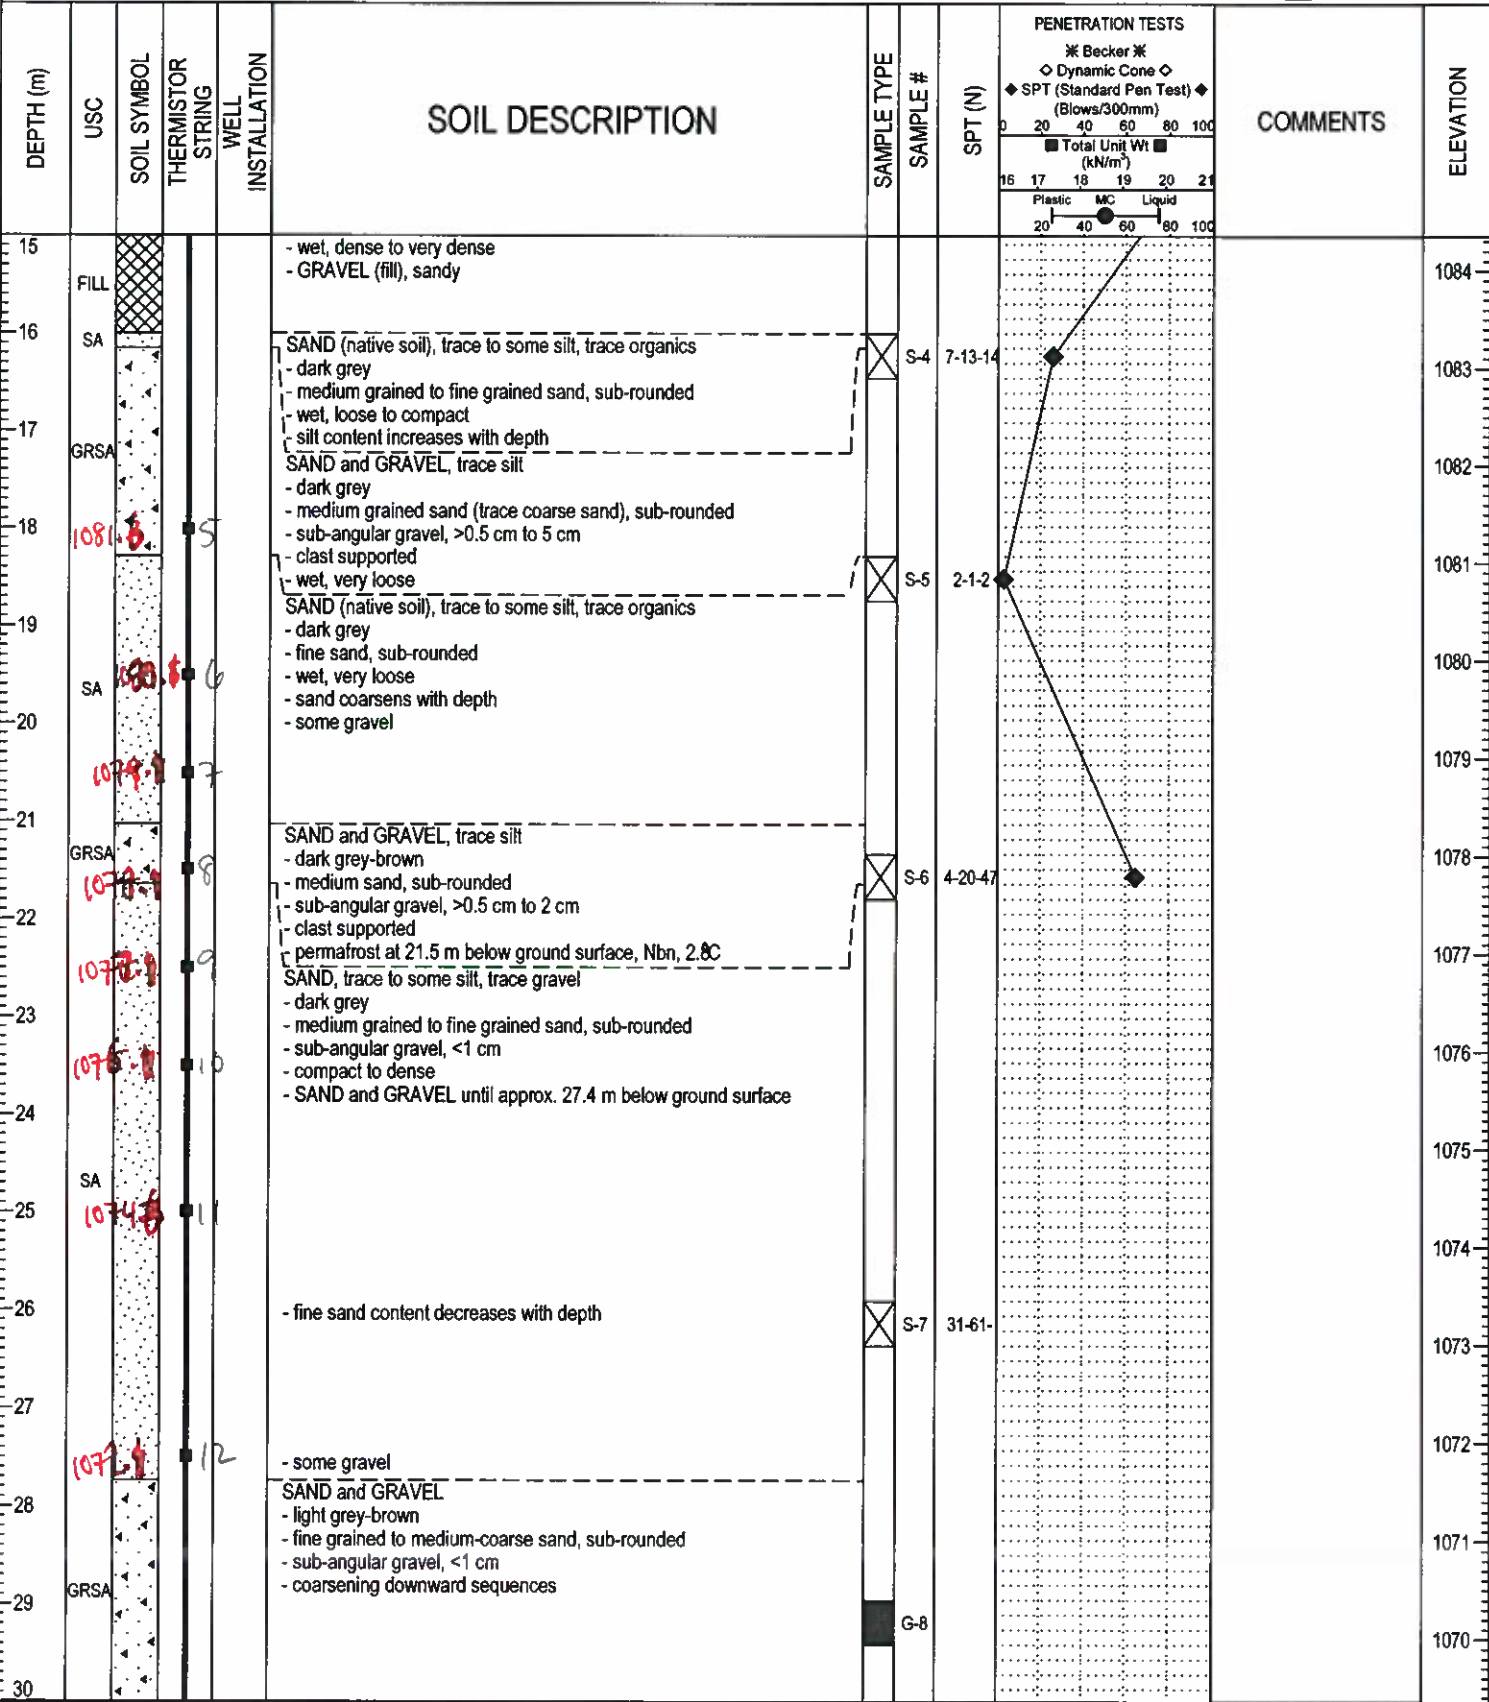 DEPTH (m)
USC
SOIL SYMBOL
THERMISTOR STRING
WELL INSTALLATION
SOIL DESCRIPTION
SAMPLE TYPE
SAMPLE #
SPT (N)
PENETRATION TESTS
✳ Becker ✳
◇ Dynamic Cone ◇
◆ SPT (Standard Pen Test) ◆
(Blows/300mm)
0 20 40 60 80 100
■ Total Unit Wt ■
(kN/m³)
16 17 18 19 20 21
Plastic MC Liquid
20 40 60 80 100
COMMENTS
ELEVATION
15
- wet, dense to very dense
- GRAVEL (fill), sandy
FILL
1084
16
SA
SAND (native soil), trace to some silt, trace organics
- dark grey
- medium grained to fine grained sand, sub-rounded
- wet, loose to compact
- silt content increases with depth
S-4 7-13-14
1083
17
GRSA
SAND and GRAVEL, trace silt
- dark grey
- medium grained sand (trace coarse sand), sub-rounded
- sub-angular gravel, >0.5 cm to 5 cm
- clast supported
- wet, very loose
1082
18
5
S-5 2-1-2
1081
SAND (native soil), trace to some silt, trace organics
- dark grey
- fine sand, sub-rounded
- wet, very loose
- sand coarsens with depth
- some gravel
19
SA
6
1080
20
7
1079
21
GRSA
SAND and GRAVEL, trace silt
- dark grey-brown
- medium sand, sub-rounded
- sub-angular gravel, >0.5 cm to 2 cm
- clast supported
- permafrost at 21.5 m below ground surface, Nbn, 2.8C
8
S-6 4-20-47
1078
22
9
1077
SAND, trace to some silt, trace gravel
- dark grey
- medium grained to fine grained sand, sub-rounded
- sub-angular gravel, <1 cm
- compact to dense
- SAND and GRAVEL until approx. 27.4 m below ground surface
23
10
1076
24
1075
SA
25
11
1074
26
- fine sand content decreases with depth
S-7 31-61-
1073
27
1072
12
- some gravel
SAND and GRAVEL
- light grey-brown
- fine grained to medium-coarse sand, sub-rounded
- sub-angular gravel, <1 cm
- coarsening downward sequences
28
1071
GRSA
29
G-8
1070
30